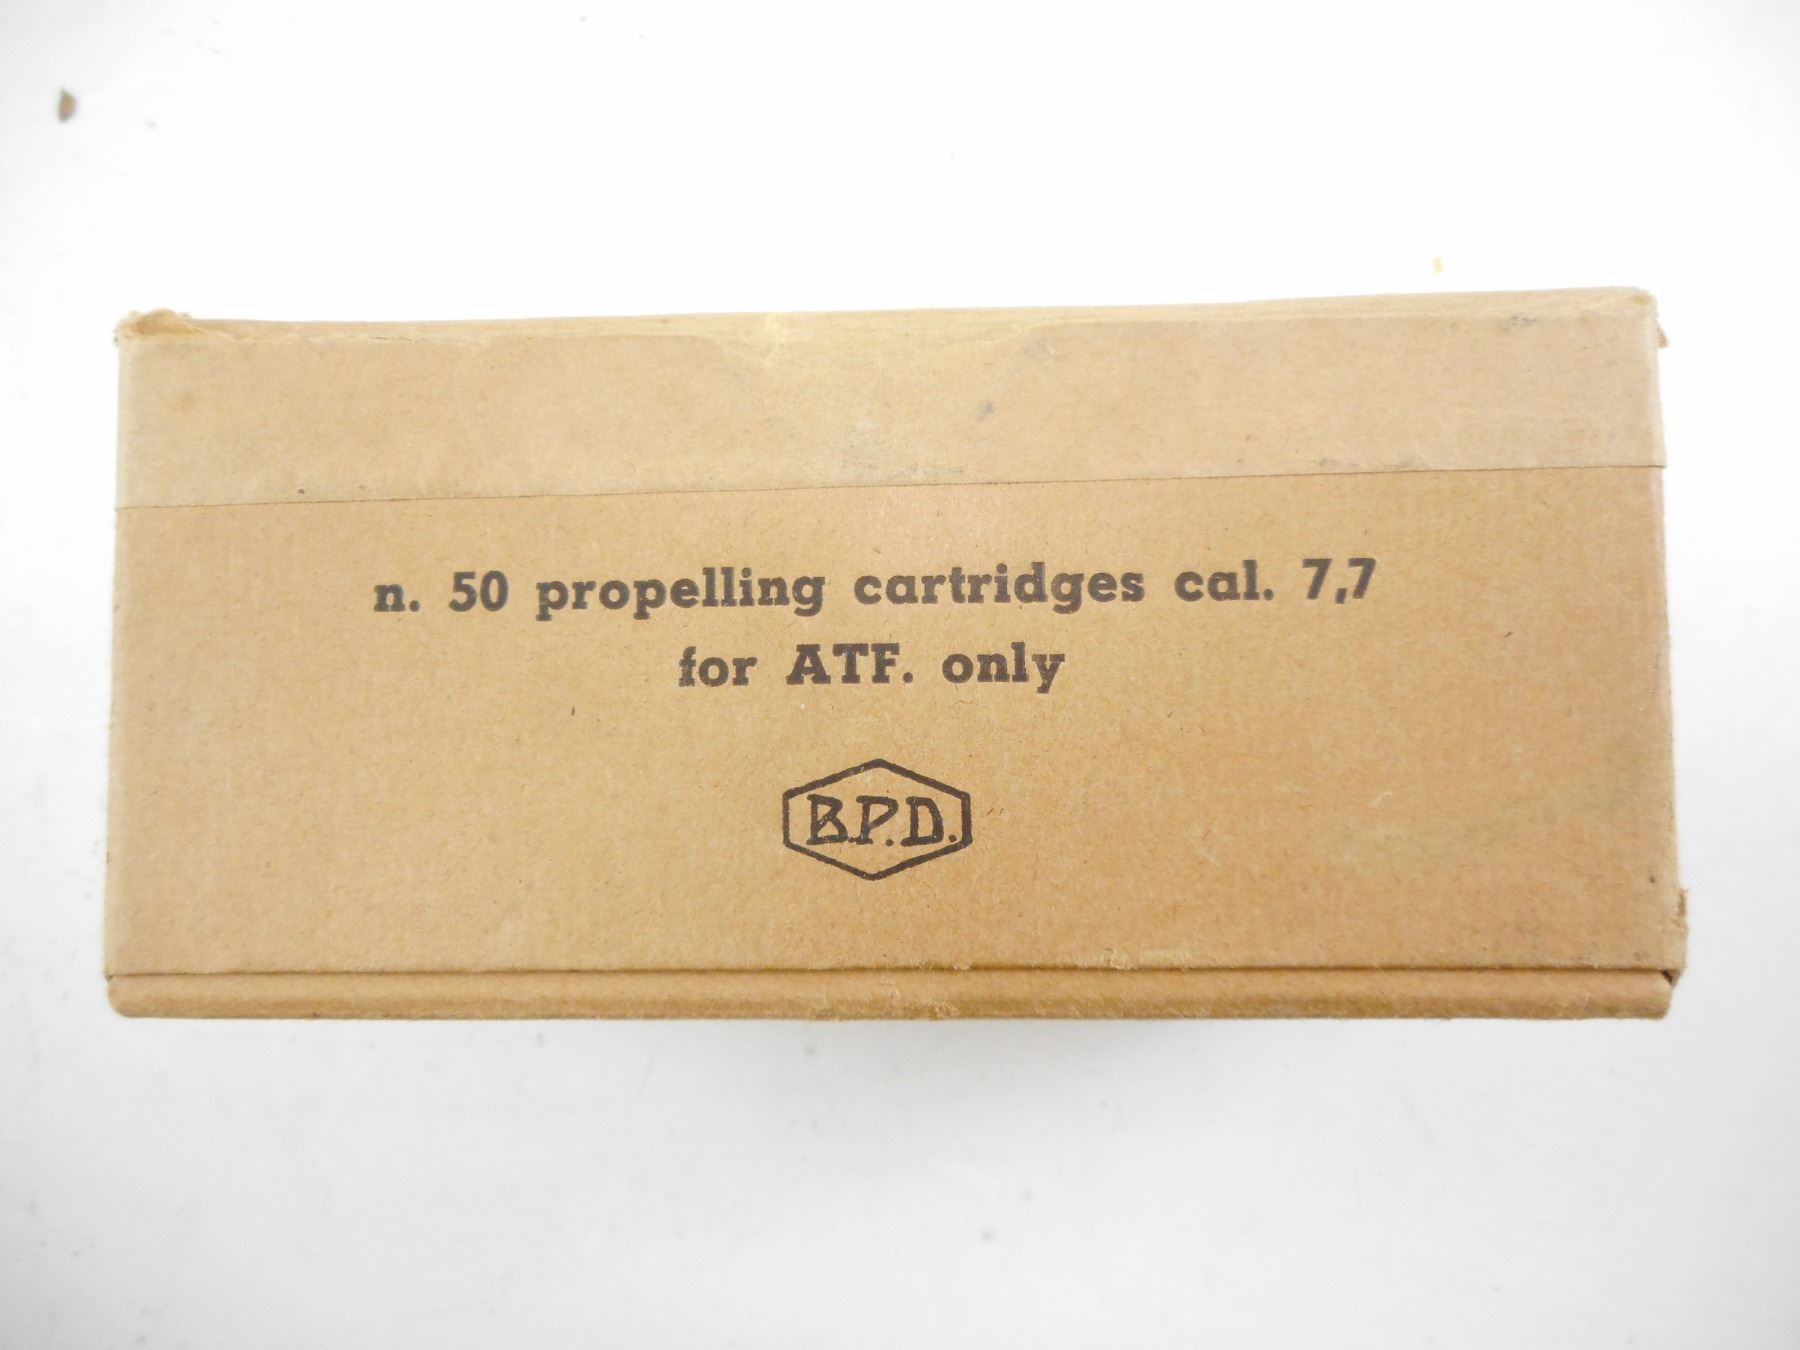 n. 50 propelling cartridges cal. 7,7
for ATF. only
B.P.D.